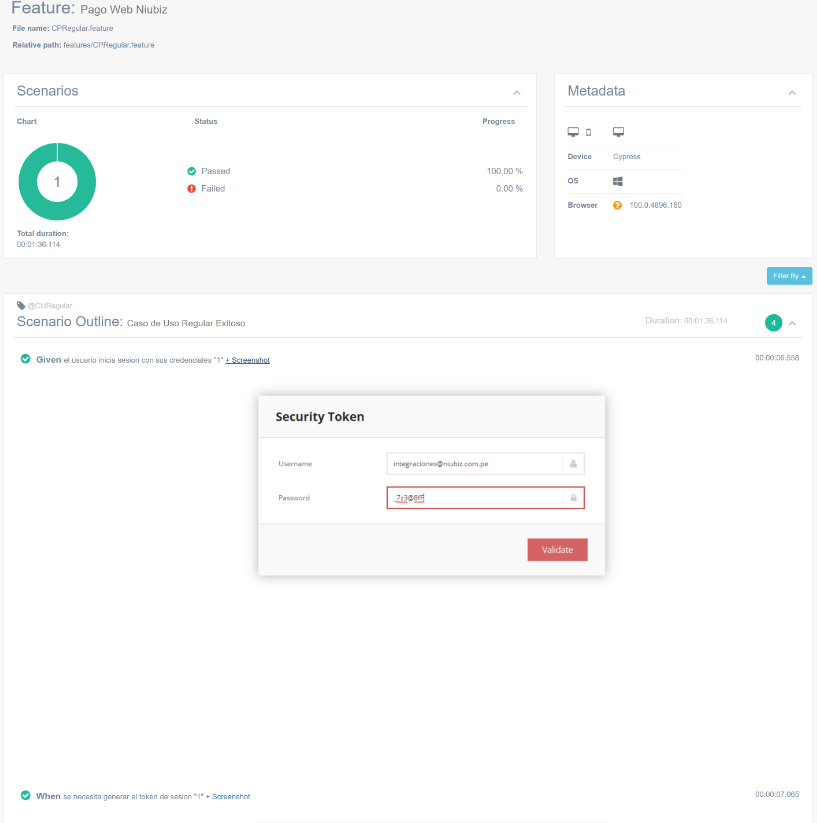 Feature: Pago Web Niubiz
File name: CPRegular.feature
Relative path: features/CPRegular.feature
Scenarios
Metadata
Chart Status Progress
1
Passed 100.00 %
Failed 0.00 %
Total duration:
00:01:36.114
Device Cypress
OS
Browser 100.0.4896.160
Filter By
@CURegular
Scenario Outline: Caso de Uso Regular Exitoso Duration: 00:01:36.114 4
Given el usuario inicia sesion con sus credenciales "1" + Screenshot 00:00:06.558
Security Token
Username integraciones@niubiz.com.pe
Password _7z3@8fF
Validate
When se necesita generar el token de sesion "1" + Screenshot 00:00:07.065